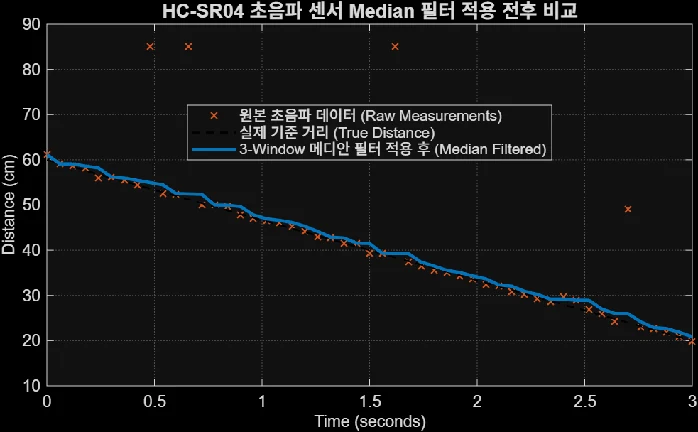 HC-SR04 초음파 센서 Median 필터 적용 전후 비교
90
80
70
60
50
40
30
20
10
Distance (cm)
원본 초음파 데이터 (Raw Measurements)
실제 기준 거리 (True Distance)
3-Window 메디안 필터 적용 후 (Median Filtered)
0 0.5 1 1.5 2 2.5 3
Time (seconds)